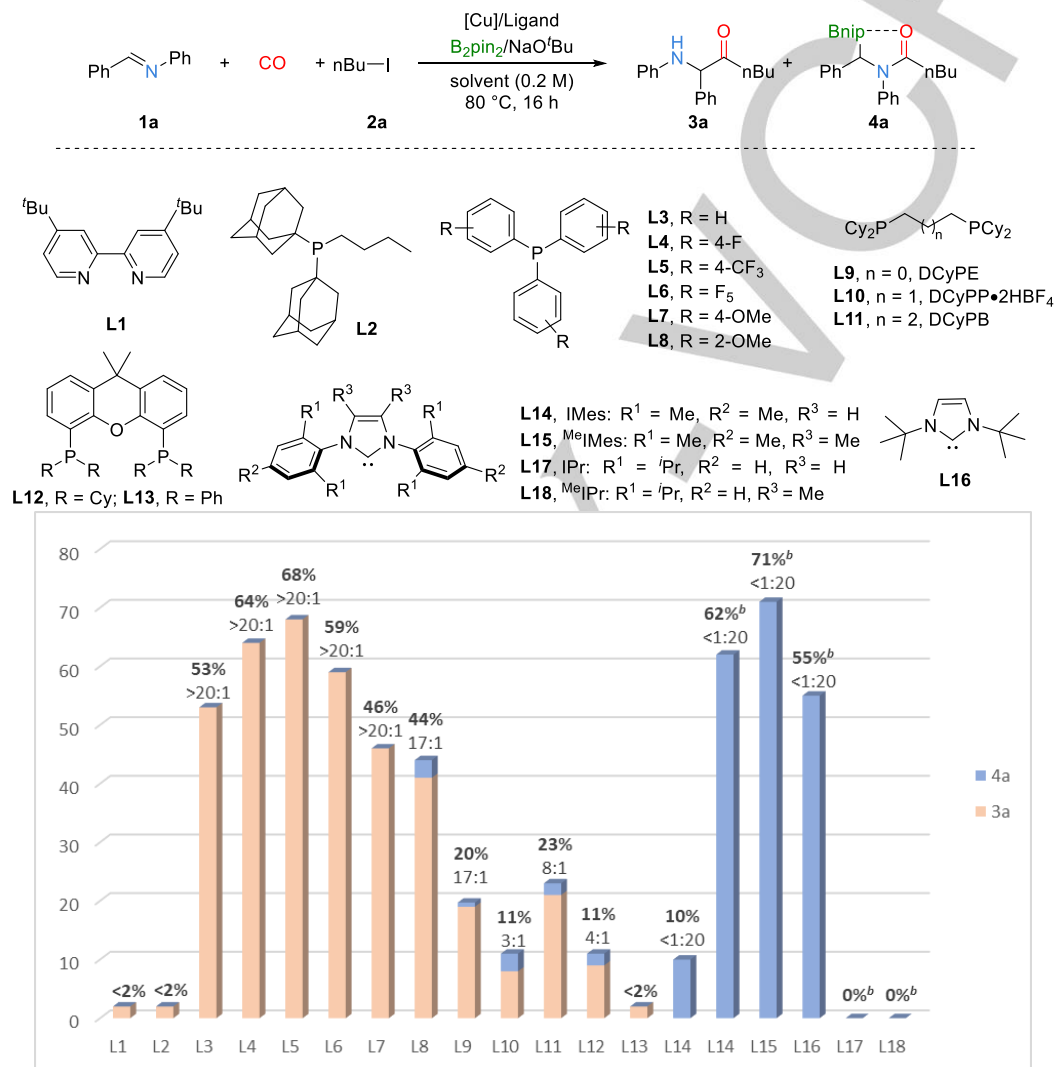 [Cu]/Ligand
B2pin2/NaOtBu
solvent (0.2 M)
80 °C, 16 h
Ph N Ph + CO + nBu I
1a 2a
H N O Ph nBu Ph +
3a
Bnip O Ph N nBu Ph
4a
tBu tBu
N N
L1
P
L2
R R P R
L3, R = H
L4, R = 4-F
L5, R = 4-CF3
L6, R = F5
L7, R = 4-OMe
L8, R = 2-OMe
Cy2P ( )n PCy2
L9, n = 0, DCyPE
L10, n = 1, DCyPP•2HBF4
L11, n = 2, DCyPB
O
P P
R R R R
L12, R = Cy; L13, R = Ph
R3 R3
R1 R1
N N
R2 R1 R1 R2
L14, IMes: R1 = Me, R2 = Me, R3 = H
L15, MeIMes: R1 = Me, R2 = Me, R3 = Me
L17, IPr: R1 = iPr, R2 = H, R3 = H
L18, MeIPr: R1 = iPr, R2 = H, R3 = Me
N N
L16
80
70
60
50
40
30
20
10
0
<2%
<2%
53%
>20:1
64%
>20:1
68%
>20:1
59%
>20:1
46%
>20:1
44%
17:1
20%
17:1
11%
3:1
23%
8:1
11%
4:1
<2%
10%
<1:20
62%b
<1:20
71%b
<1:20
55%b
<1:20
0%b
0%b
4a
3a
L1 L2 L3 L4 L5 L6 L7 L8 L9 L10 L11 L12 L13 L14 L14 L15 L16 L17 L18